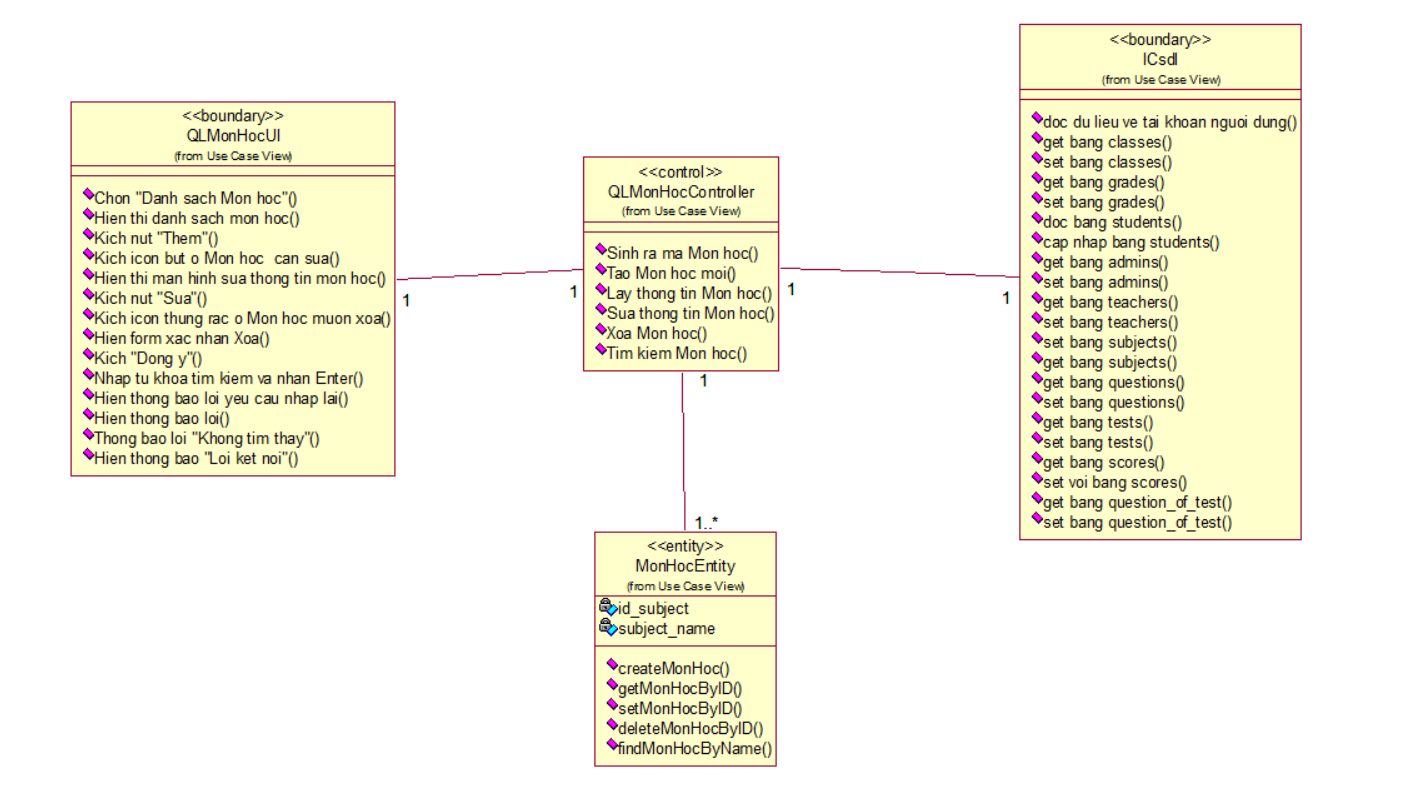 <<boundary>>
QLMonHocUI
(from Use Case View)
Chon "Danh sach Mon hoc"()
Hien thi danh sach mon hoc()
Kich nut "Them"()
Kich icon but o Mon hoc  can sua()
Hien thi man hinh sua thong tin mon hoc()
Kich nut "Sua"()
Kich icon thung rac o Mon hoc muon xoa()
Hien form xac nhan Xoa()
Kich "Dong y"()
Nhap tu khoa tim kiem va nhan Enter()
Hien thong bao loi yeu cau nhap lai()
Hien thong bao loi()
Thong bao loi "Khong tim thay"()
Hien thong bao "Loi ket noi"()
1
1
<<control>>
QLMonHocController
(from Use Case View)
Sinh ra ma Mon hoc()
Tao Mon hoc moi()
Lay thong tin Mon hoc()
Sua thong tin Mon hoc()
Xoa Mon hoc()
Tim kiem Mon hoc()
1
1
<<boundary>>
ICsdl
(from Use Case View)
doc du lieu ve tai khoan nguoi dung()
get bang classes()
set bang classes()
get bang grades()
set bang grades()
doc bang students()
cap nhap bang students()
get bang admins()
set bang admins()
get bang teachers()
set bang teachers()
set bang subjects()
get bang subjects()
get bang questions()
set bang questions()
get bang tests()
set bang tests()
get bang scores()
set voi bang scores()
get bang question_of_test()
set bang question_of_test()
1
1..*
<<entity>>
MonHocEntity
(from Use Case View)
id_subject
subject_name
createMonHoc()
getMonHocByID()
setMonHocByID()
deleteMonHocByID()
findMonHocByName()